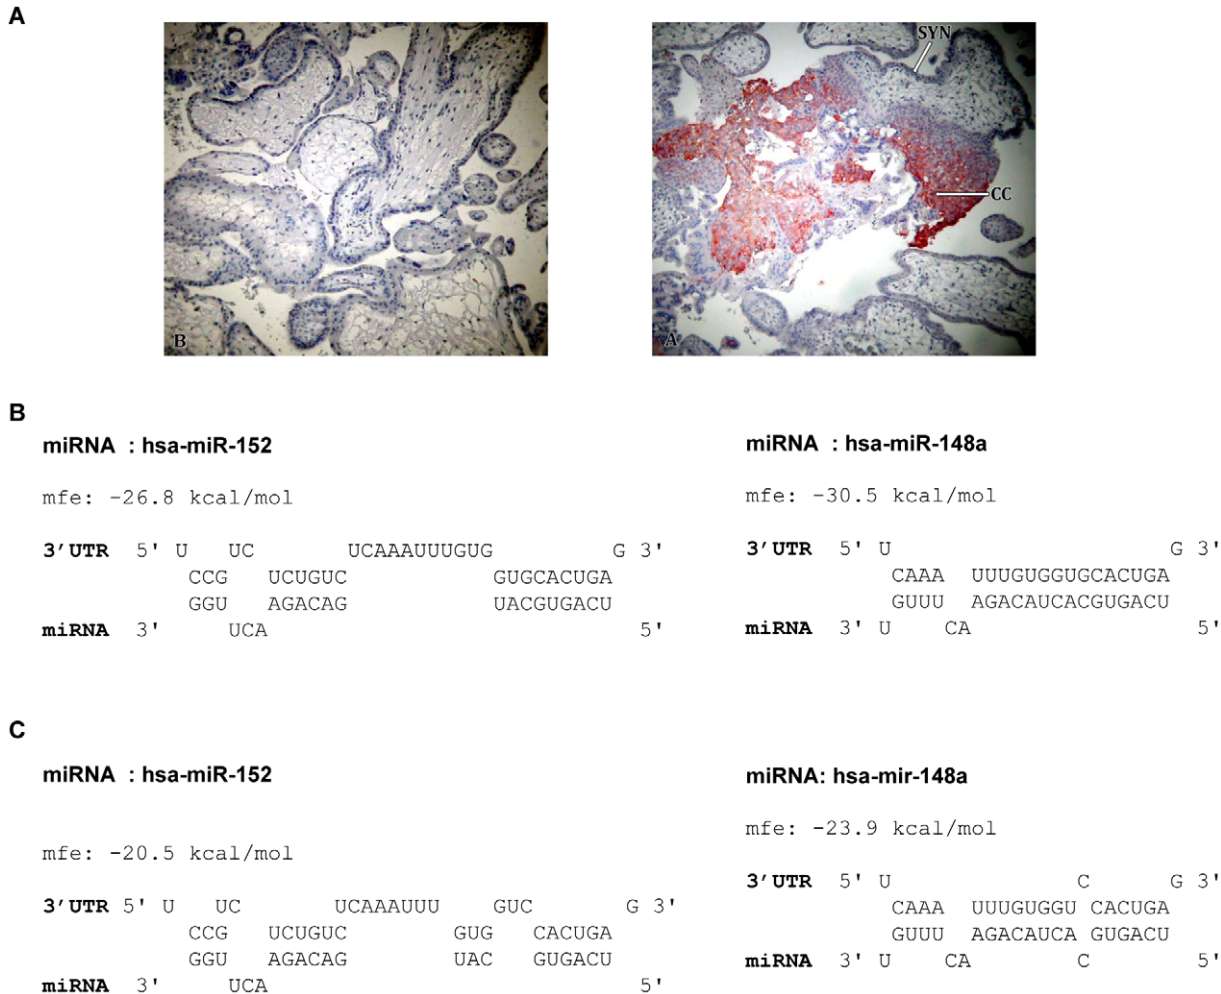 A
SYN
CC
B
A
B
miRNA : hsa-miR-152
mfe: -26.8 kcal/mol
3'UTR 5' U UC UCAAAUUUGUG G 3'
CCG UCUGUC GUGCACUGA
GGU AGACAG UACGUGACU
miRNA 3' UCA 5'
miRNA : hsa-miR-148a
mfe: -30.5 kcal/mol
3'UTR 5' U G 3'
CAAA UUUGUGGUGCACUGA
GUUU AGACAUCACGUGACU
miRNA 3' U CA 5'
C
miRNA : hsa-miR-152
mfe: -20.5 kcal/mol
3'UTR 5' U UC UCAAAUUU GUC G 3'
CCG UCUGUC GUG CACUGA
GGU AGACAG UAC GUGACU
miRNA 3' UCA 5'
miRNA: hsa-mir-148a
mfe: -23.9 kcal/mol
3'UTR 5' U C G 3'
CAAA UUUGUGGU CACUGA
GUUU AGACAUCA GUGACU
miRNA 3' U CA C 5'